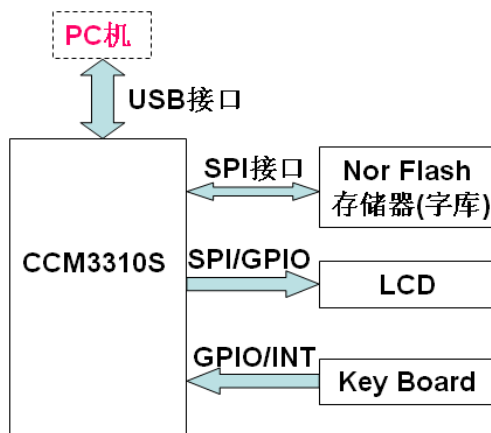 PC机
USB接口
SPI接口
Nor Flash
存储器(字库)
CCM3310S
SPI/GPIO
LCD
GPIO/INT
Key Board